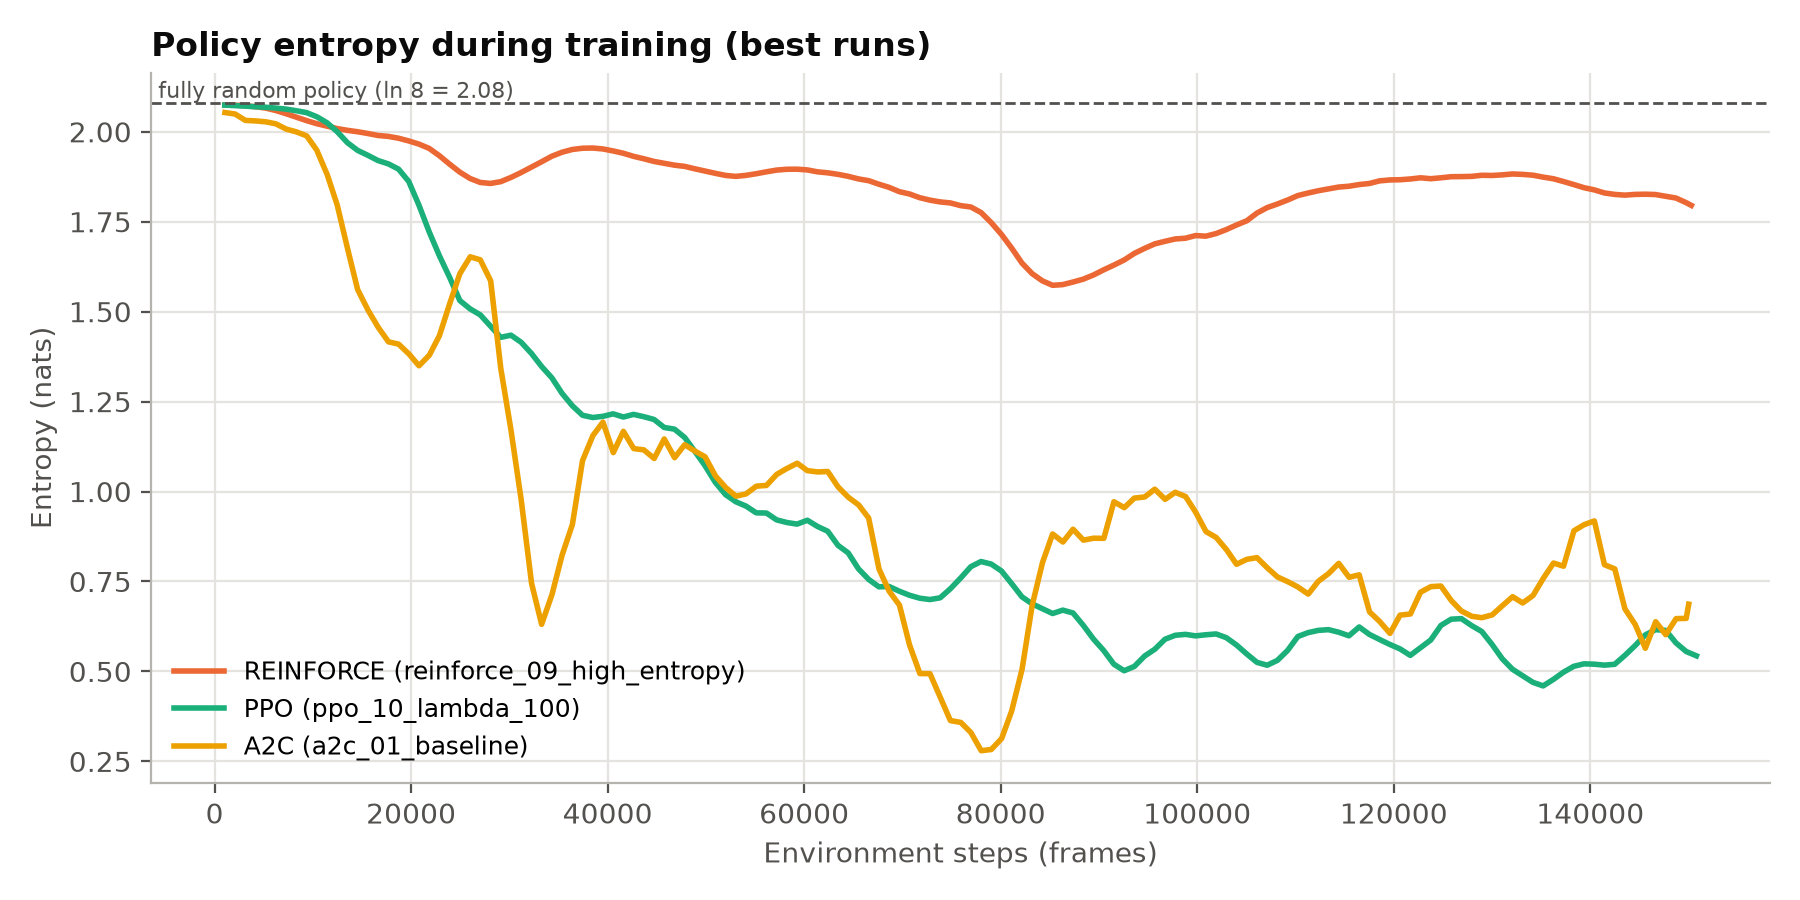 Policy entropy during training (best runs)
fully random policy (ln 8 = 2.08)
2.00
1.75
1.50
1.25
1.00
0.75
0.50
0.25
Entropy (nats)
REINFORCE (reinforce_09_high_entropy)
PPO (ppo_10_lambda_100)
A2C (a2c_01_baseline)
0 20000 40000 60000 80000 100000 120000 140000
Environment steps (frames)